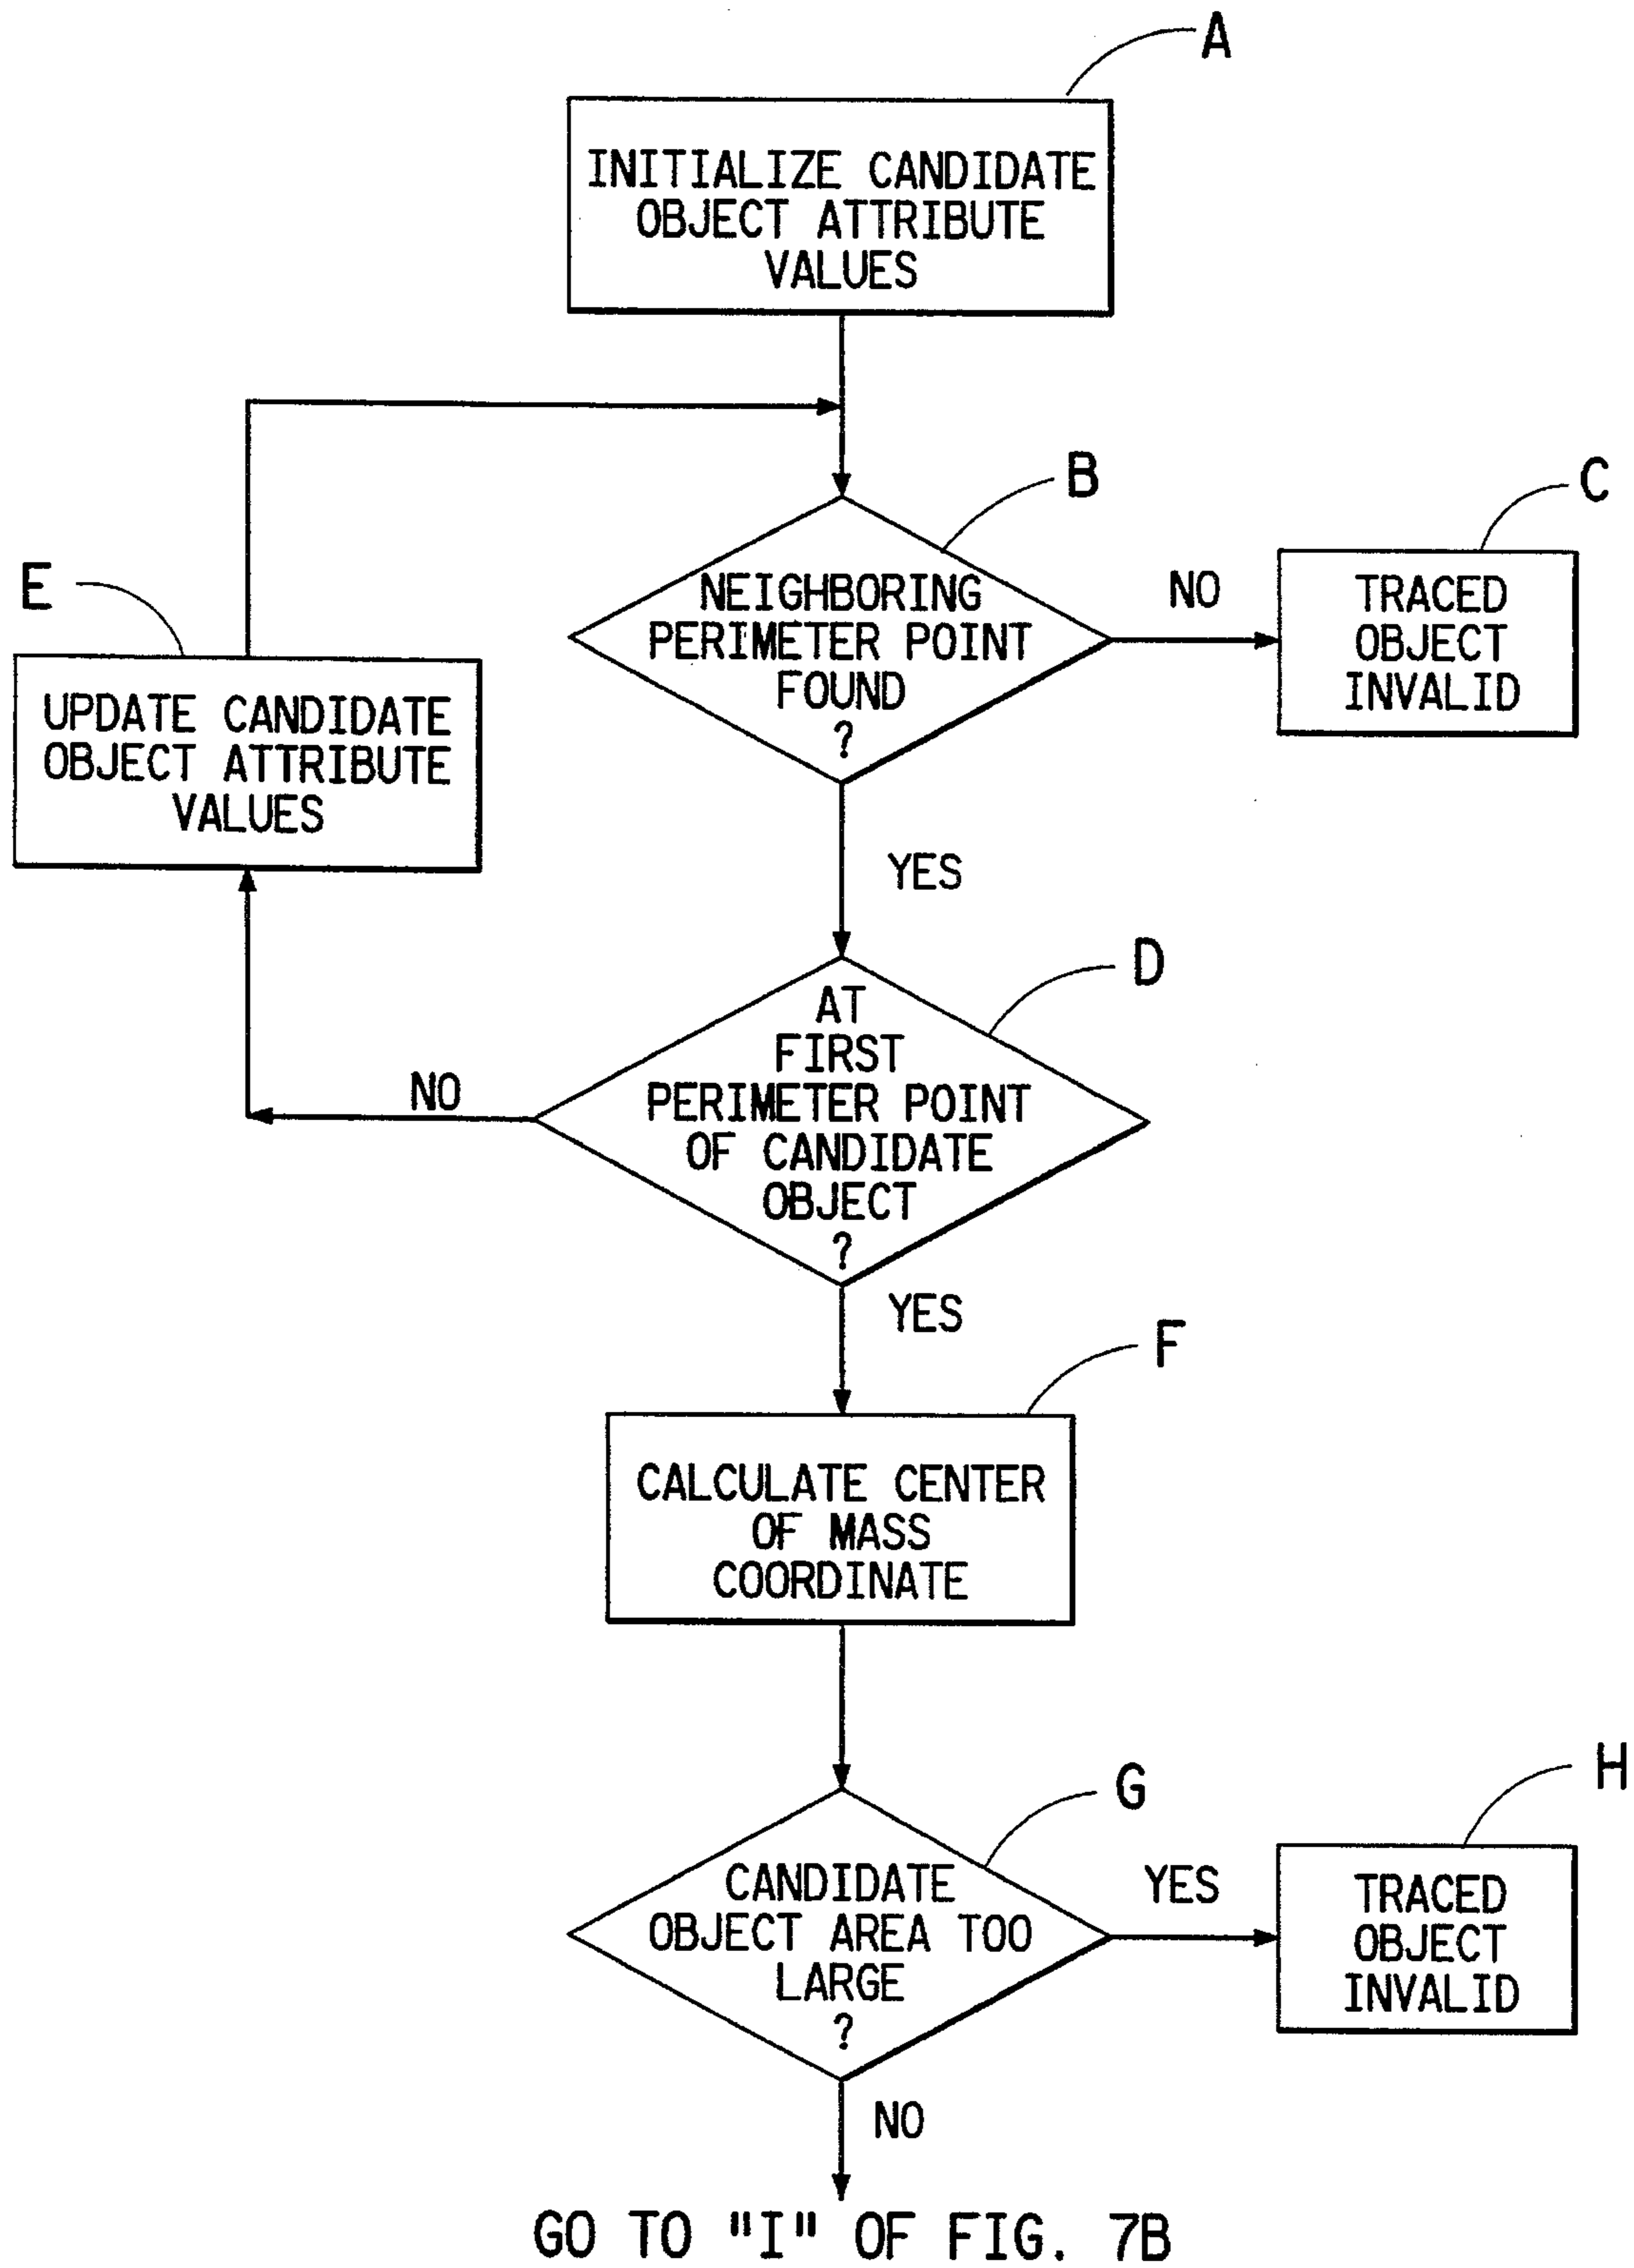 A
INITIALIZE CANDIDATE
OBJECT ATTRIBUTE
VALUES
B
NEIGHBORING
PERIMETER POINT
FOUND
?
NO
C
TRACED
OBJECT
INVALID
E
UPDATE CANDIDATE
OBJECT ATTRIBUTE
VALUES
YES
D
AT
FIRST
PERIMETER POINT
OF CANDIDATE
OBJECT
?
NO
YES
F
CALCULATE CENTER
OF MASS
COORDINATE
G
CANDIDATE
OBJECT AREA TOO
LARGE
?
YES
H
TRACED
OBJECT
INVALID
NO
GO TO "I" OF FIG. 7B